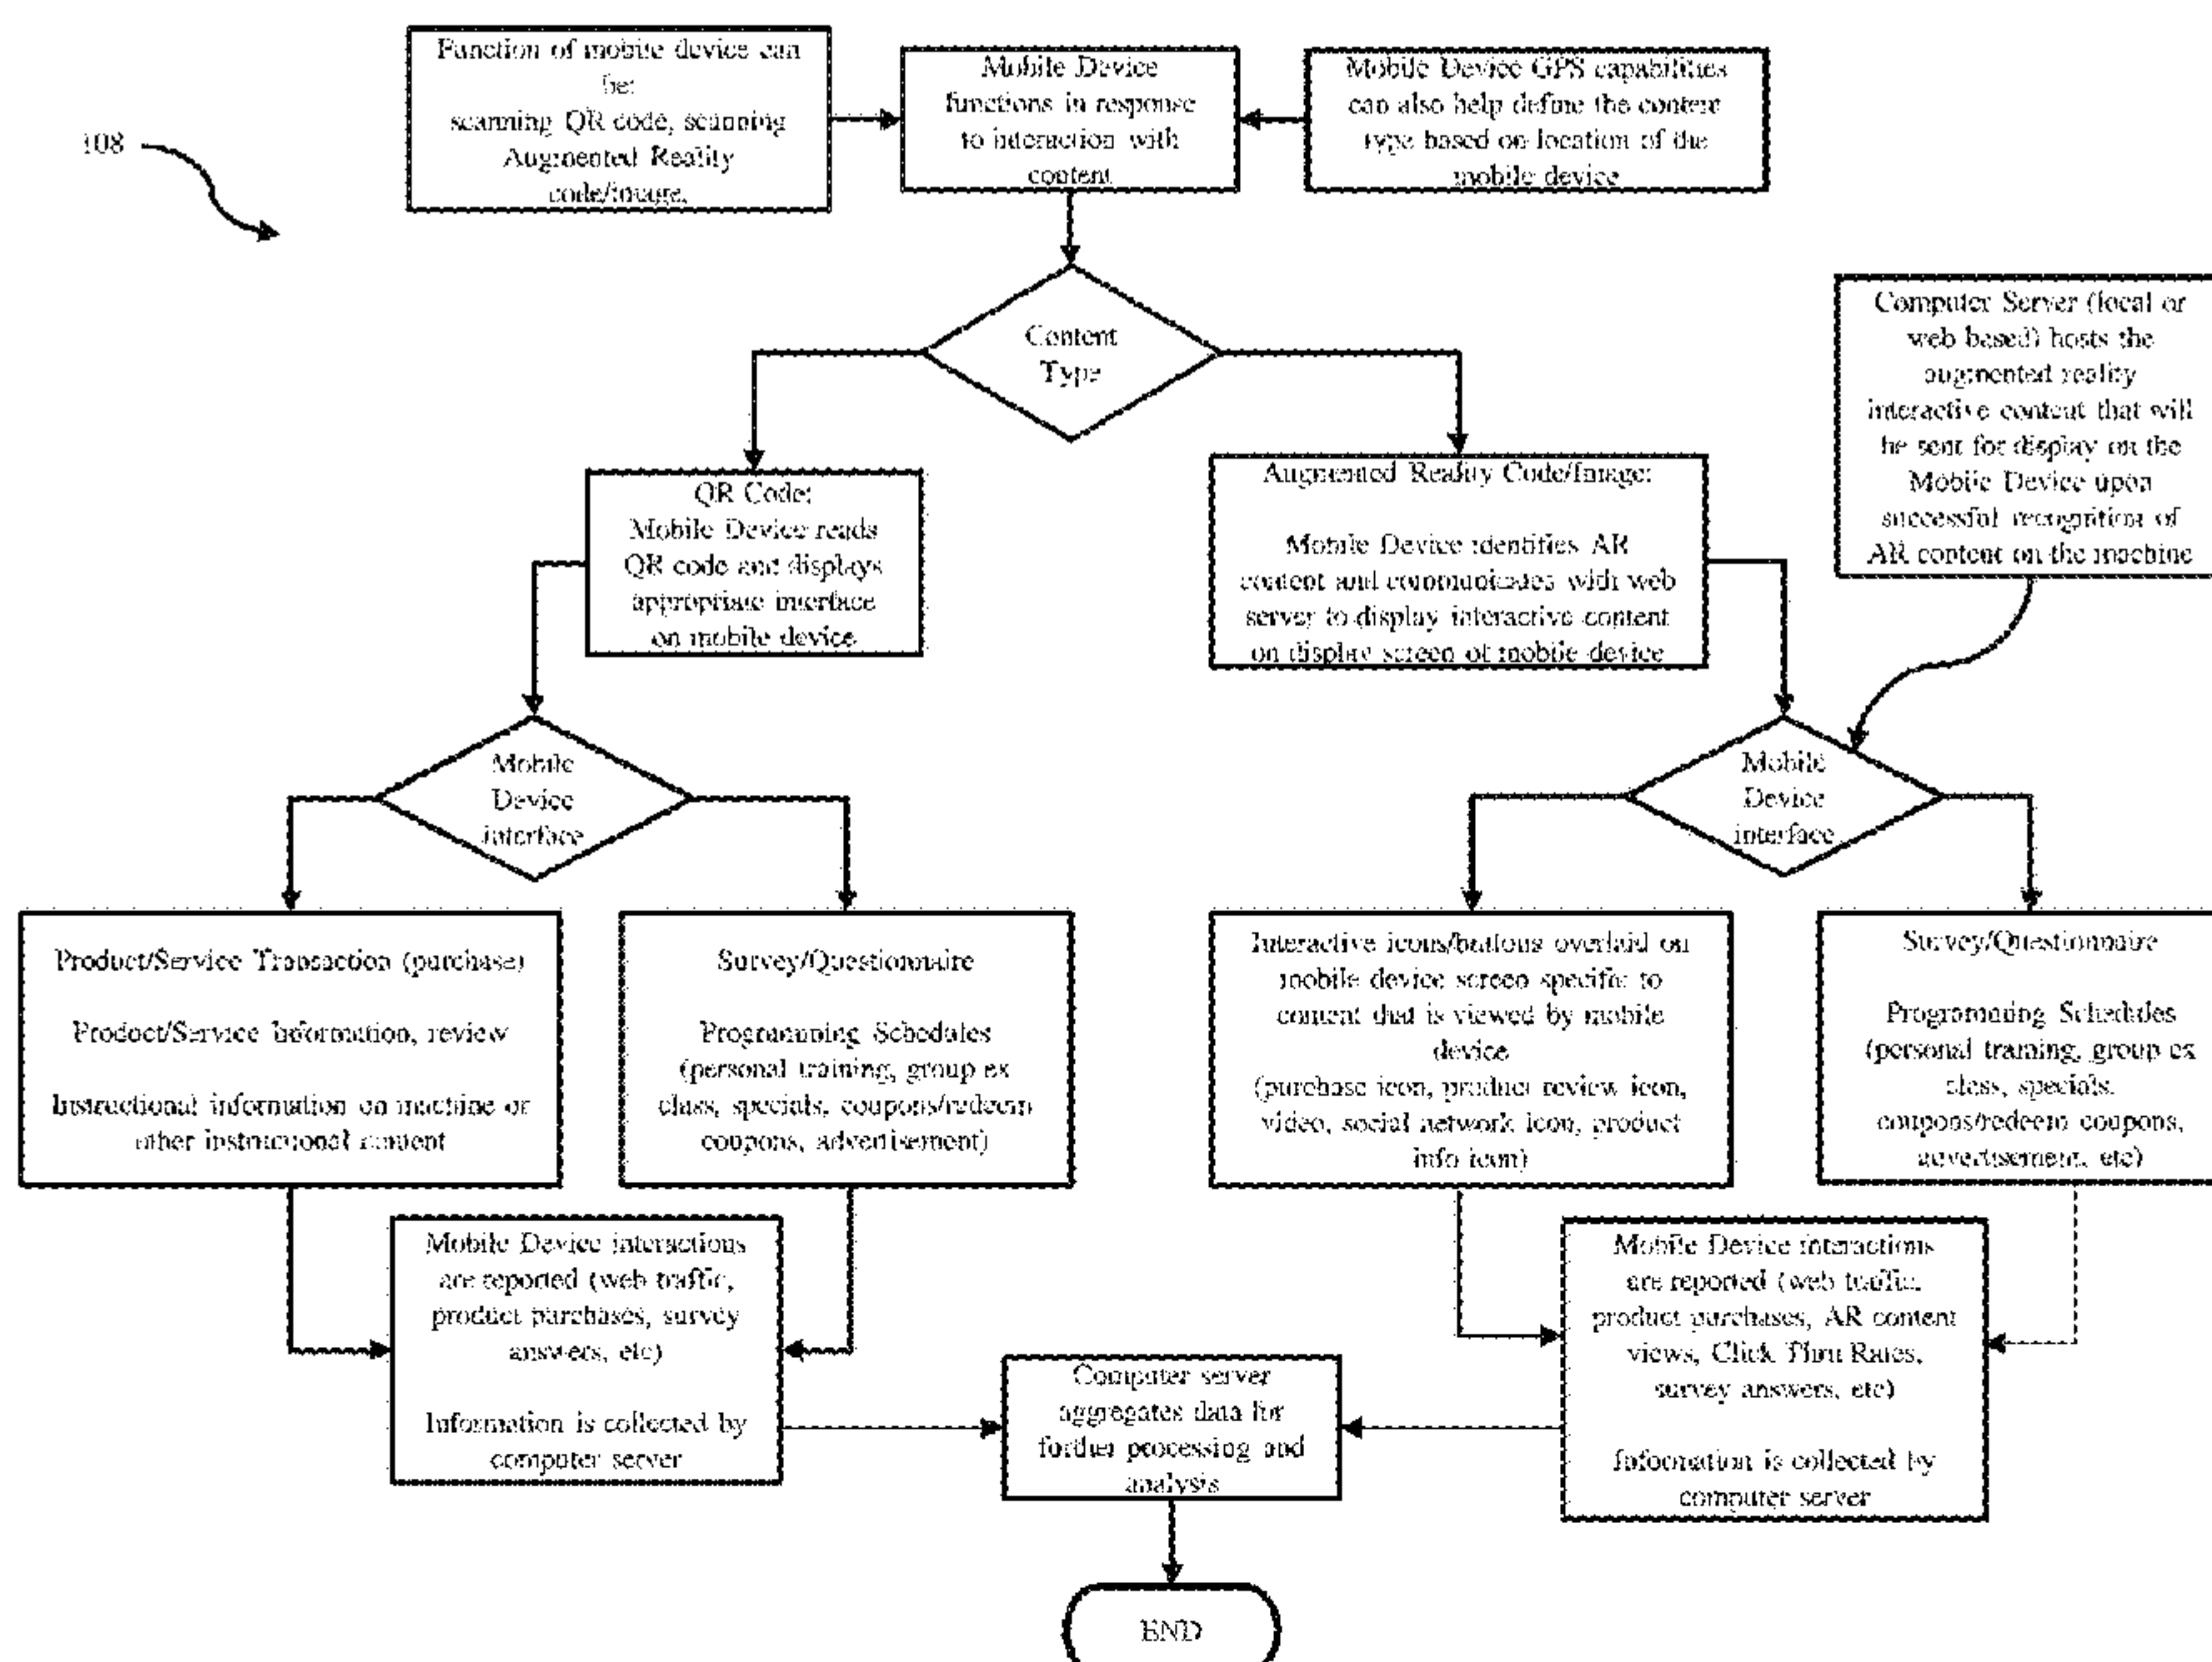 Function of mobile device can
be:
scanning QR code, scanning
Augmented Reality
code/image.
Mobile Device
functions in response
to interaction with
content
Mobile Device GPS capabilities
can also help define the content
type based on location of the
mobile device
108
Content
Type
Computer Server (local or
web based) hosts the
augmented reality
interactive content that will
be sent for display on the
Mobile Device upon
successful recognition of
AR content on the machine
QR Code:
Mobile Device reads
QR code and displays
appropriate interface
on mobile device
Augmented Reality Code/Image:
Mobile Device identifies AR
content and communicates with web
server to display interactive content
on display screen of mobile device
Mobile
Device
interface
Mobile
Device
interface
Product/Service Transaction (purchase)
Product/Service Information, review
Instructional information on machine or
other instructional content
Survey/Questionnaire
Programming Schedules
(personal training, group ex
class, specials, coupons/redeem
coupons, advertisement)
Interactive icons/buttons overlaid on
mobile device screen specific to
content that is viewed by mobile
device
(purchase icon, product review icon,
video, social network icon, product
info icon)
Survey/Questionnaire
Programming Schedules
(personal training, group ex
class, specials,
coupons/redeem coupons,
advertisement, etc)
Mobile Device interactions
are reported (web traffic,
product purchases, survey
answers, etc)
Information is collected by
computer server
Computer server
aggregates data for
further processing and
analysis
Mobile Device interactions
are reported (web traffic,
product purchases, AR content
views, Click Thru Rates,
survey answers, etc)
Information is collected by
computer server
END